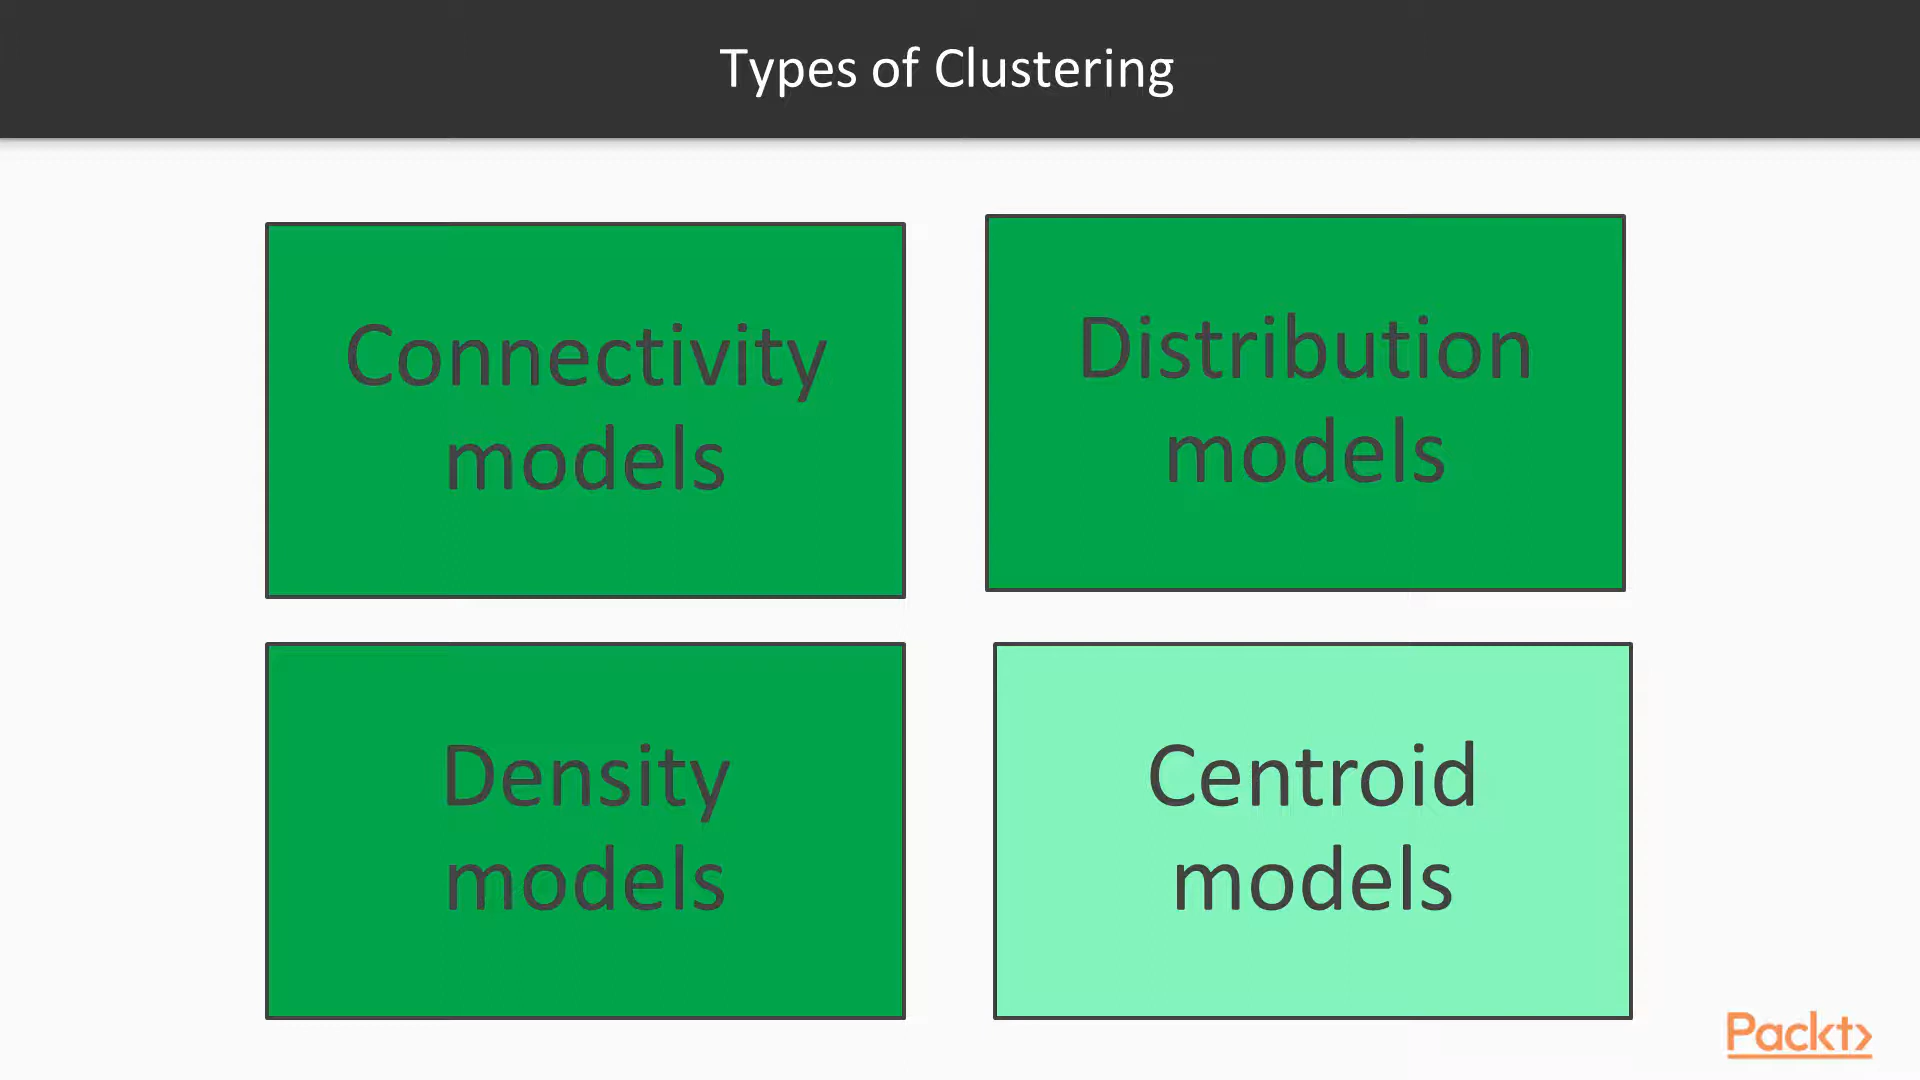 Types of Clustering
Connectivity
models
Distribution
models
Density
models
Centroid
models
Packt>